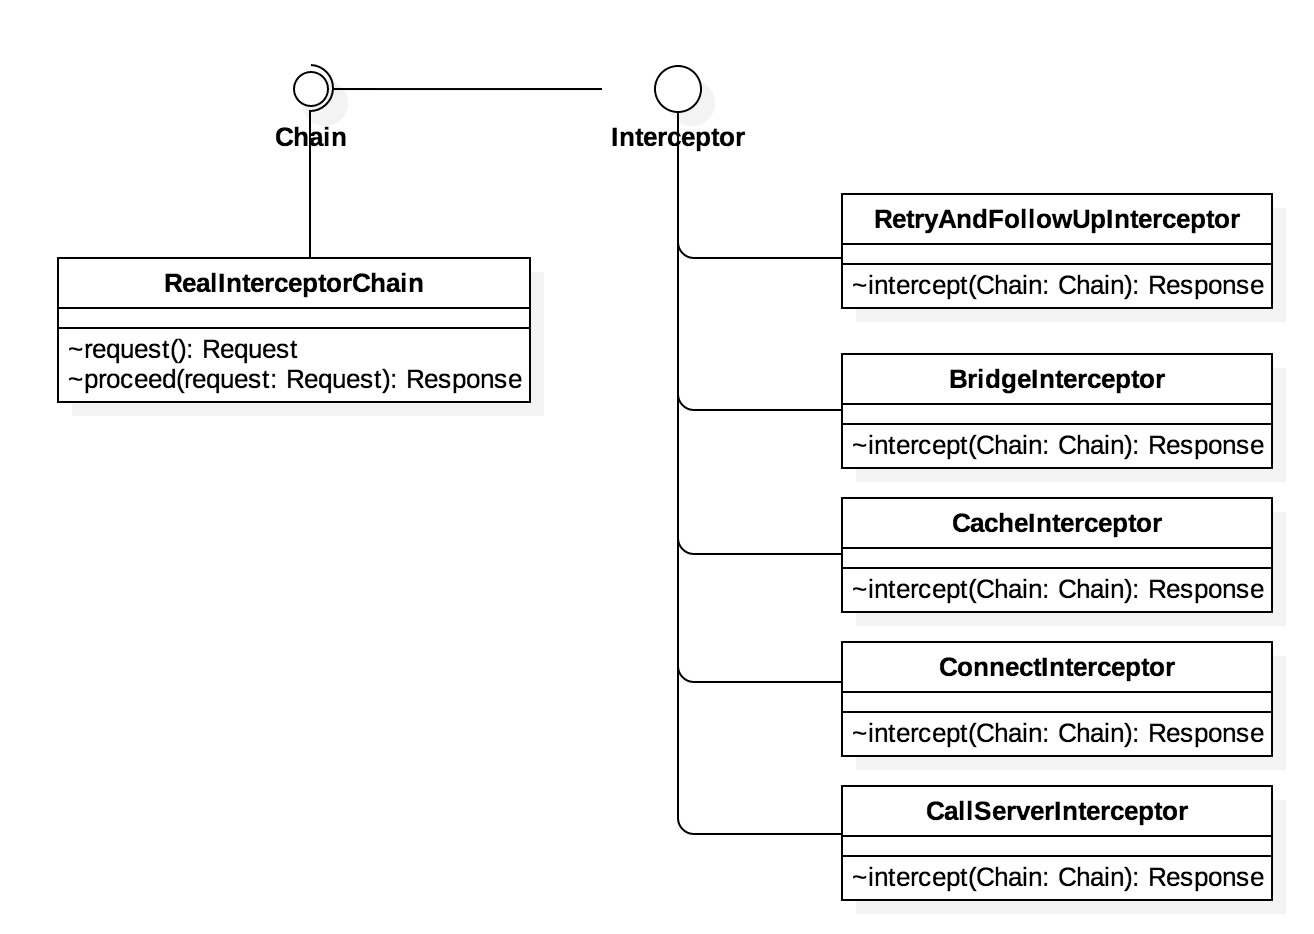 Chain
Interceptor
RealInterceptorChain
~request(): Request
~proceed(request: Request): Response
RetryAndFollowUpInterceptor
~intercept(Chain: Chain): Response
BridgeInterceptor
~intercept(Chain: Chain): Response
CacheInterceptor
~intercept(Chain: Chain): Response
ConnectInterceptor
~intercept(Chain: Chain): Response
CallServerInterceptor
~intercept(Chain: Chain): Response